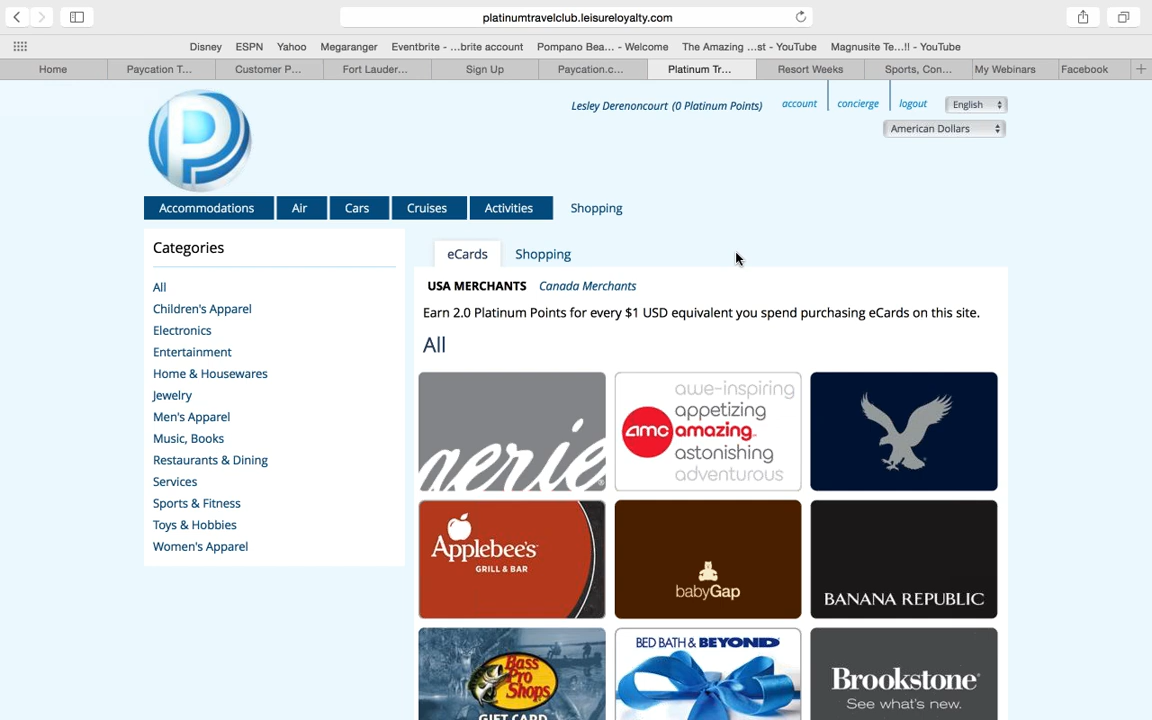 platinumtravelclub.leisureloyalty.com
Disney ESPN Yahoo Megaranger Eventbrite - ...brite account Pompano Bea... - Welcome The Amazing ...st - YouTube Magnusite Te...!! - YouTube
Home Paycation T... Customer P... Fort Lauder... Sign Up Paycation.c... Platinum Tr... Resort Weeks Sports, Con... My Webinars Facebook
Lesley Derenoncourt (0 Platinum Points) account concierge logout English
American Dollars
P
Accommodations Air Cars Cruises Activities Shopping
Categories
All
Children's Apparel
Electronics
Entertainment
Home & Housewares
Jewelry
Men's Apparel
Music, Books
Restaurants & Dining
Services
Sports & Fitness
Toys & Hobbies
Women's Apparel
eCards Shopping
USA MERCHANTS Canada Merchants
Earn 2.0 Platinum Points for every $1 USD equivalent you spend purchasing eCards on this site.
All
aerie
awe-inspiring
appetizing
amc amazing
astonishing
adventurous
Applebee's
GRILL & BAR
babyGap
BANANA REPUBLIC
Bass Pro Shops
GIFT CARD
BED BATH & BEYOND
Brookstone
See what's new.